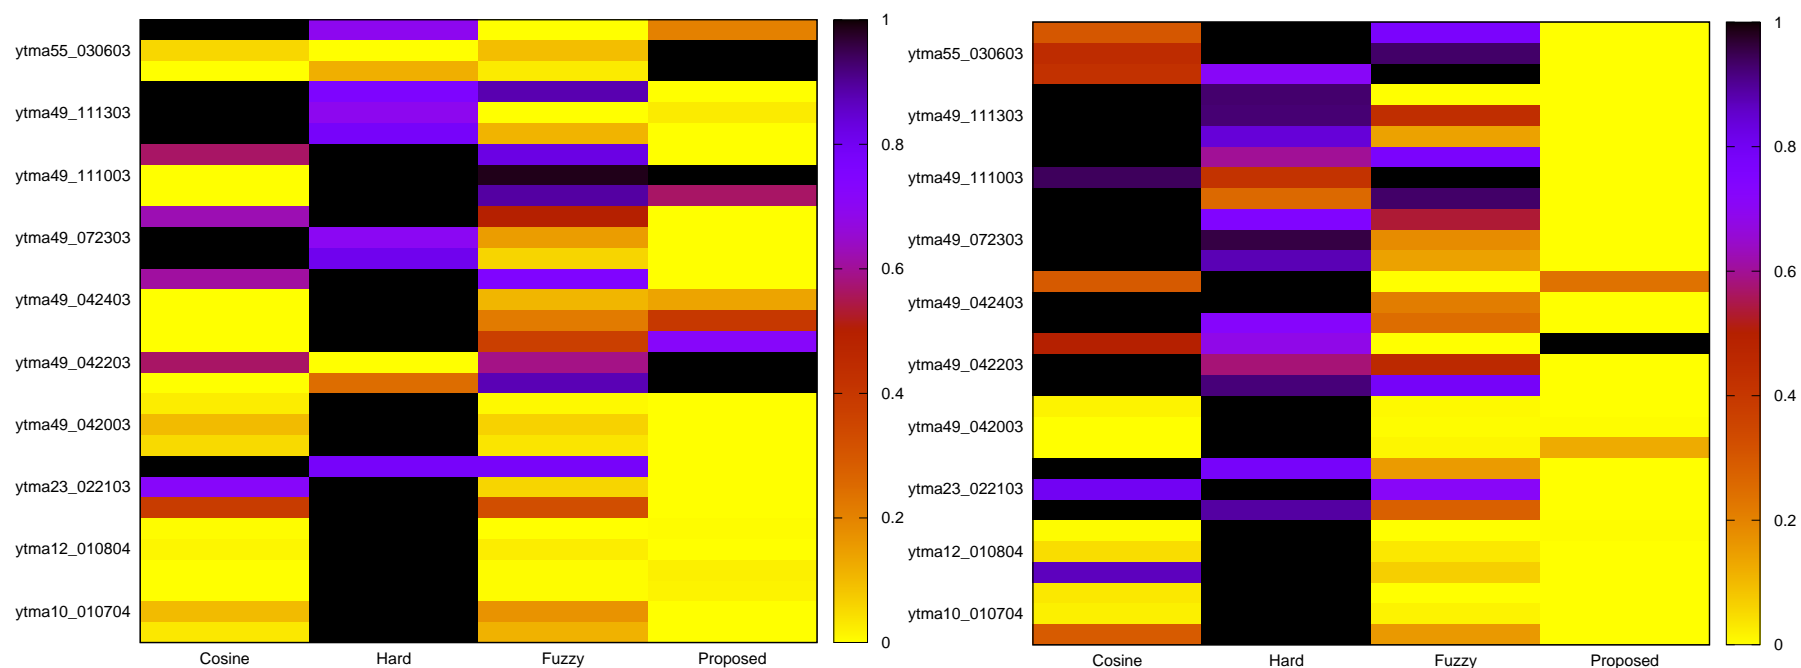 ytma55_030603
ytma49_111303
ytma49_111003
ytma49_072303
ytma49_042403
ytma49_042203
ytma49_042003
ytma23_022103
ytma12_010804
ytma10_010704
Cosine Hard Fuzzy Proposed
1
0.8
0.6
0.4
0.2
0
ytma55_030603
ytma49_111303
ytma49_111003
ytma49_072303
ytma49_042403
ytma49_042203
ytma49_042003
ytma23_022103
ytma12_010804
ytma10_010704
Cosine Hard Fuzzy Proposed
1
0.8
0.6
0.4
0.2
0